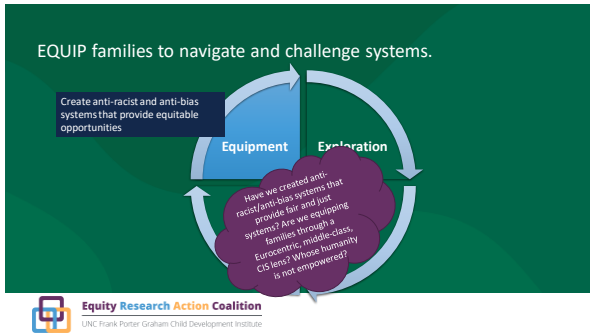 EQUIP families to navigate and challenge systems.
Create anti-racist and anti-bias
systems that provide equitable
opportunities
Equipment
Exploration
Have we created anti-
racist/anti-bias systems that
provide fair and just
systems? Are we equipping
families through a
Eurocentric, middle-class,
CIS lens? Whose humanity
is not empowered?
Equity Research Action Coalition
UNC Frank Porter Graham Child Development Institute